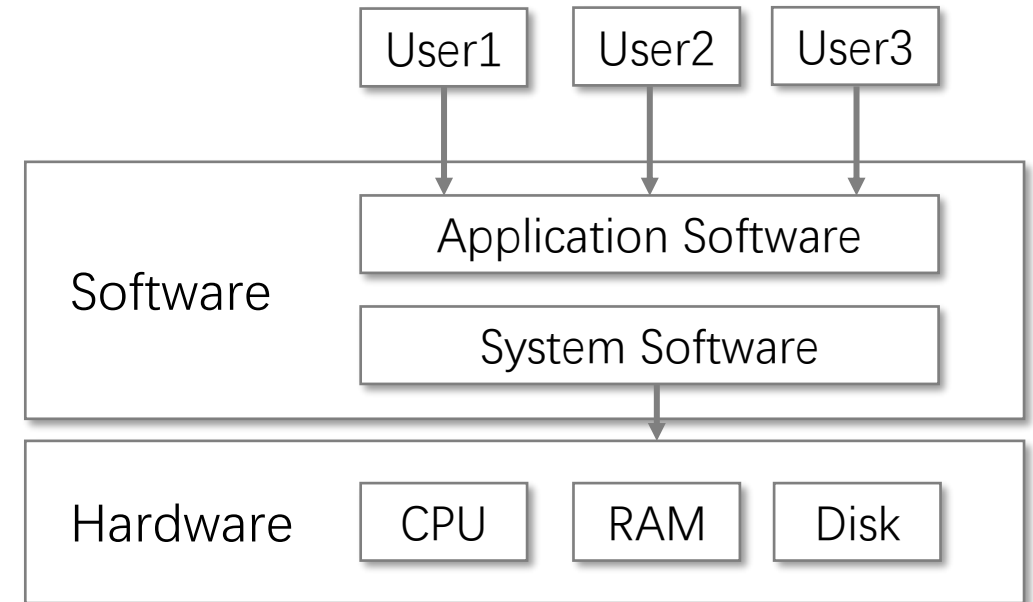 User1
User2
User3
Software
Application Software
System Software
Hardware
CPU
RAM
Disk